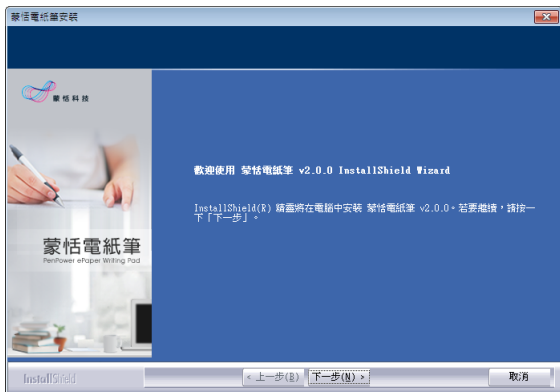 蒙恬電紙筆安裝
蒙恬科技
蒙恬電紙筆
PenPower ePaper Writing Pad
歡迎使用 蒙恬電紙筆 v2.0.0 InstallShield Wizard
InstallShield(R) 精靈將在電腦中安裝 蒙恬電紙筆 v2.0.0。若要繼續，請按一
下「下一步」。
InstallShield
< 上一步(B)
下一步(N) >
取消